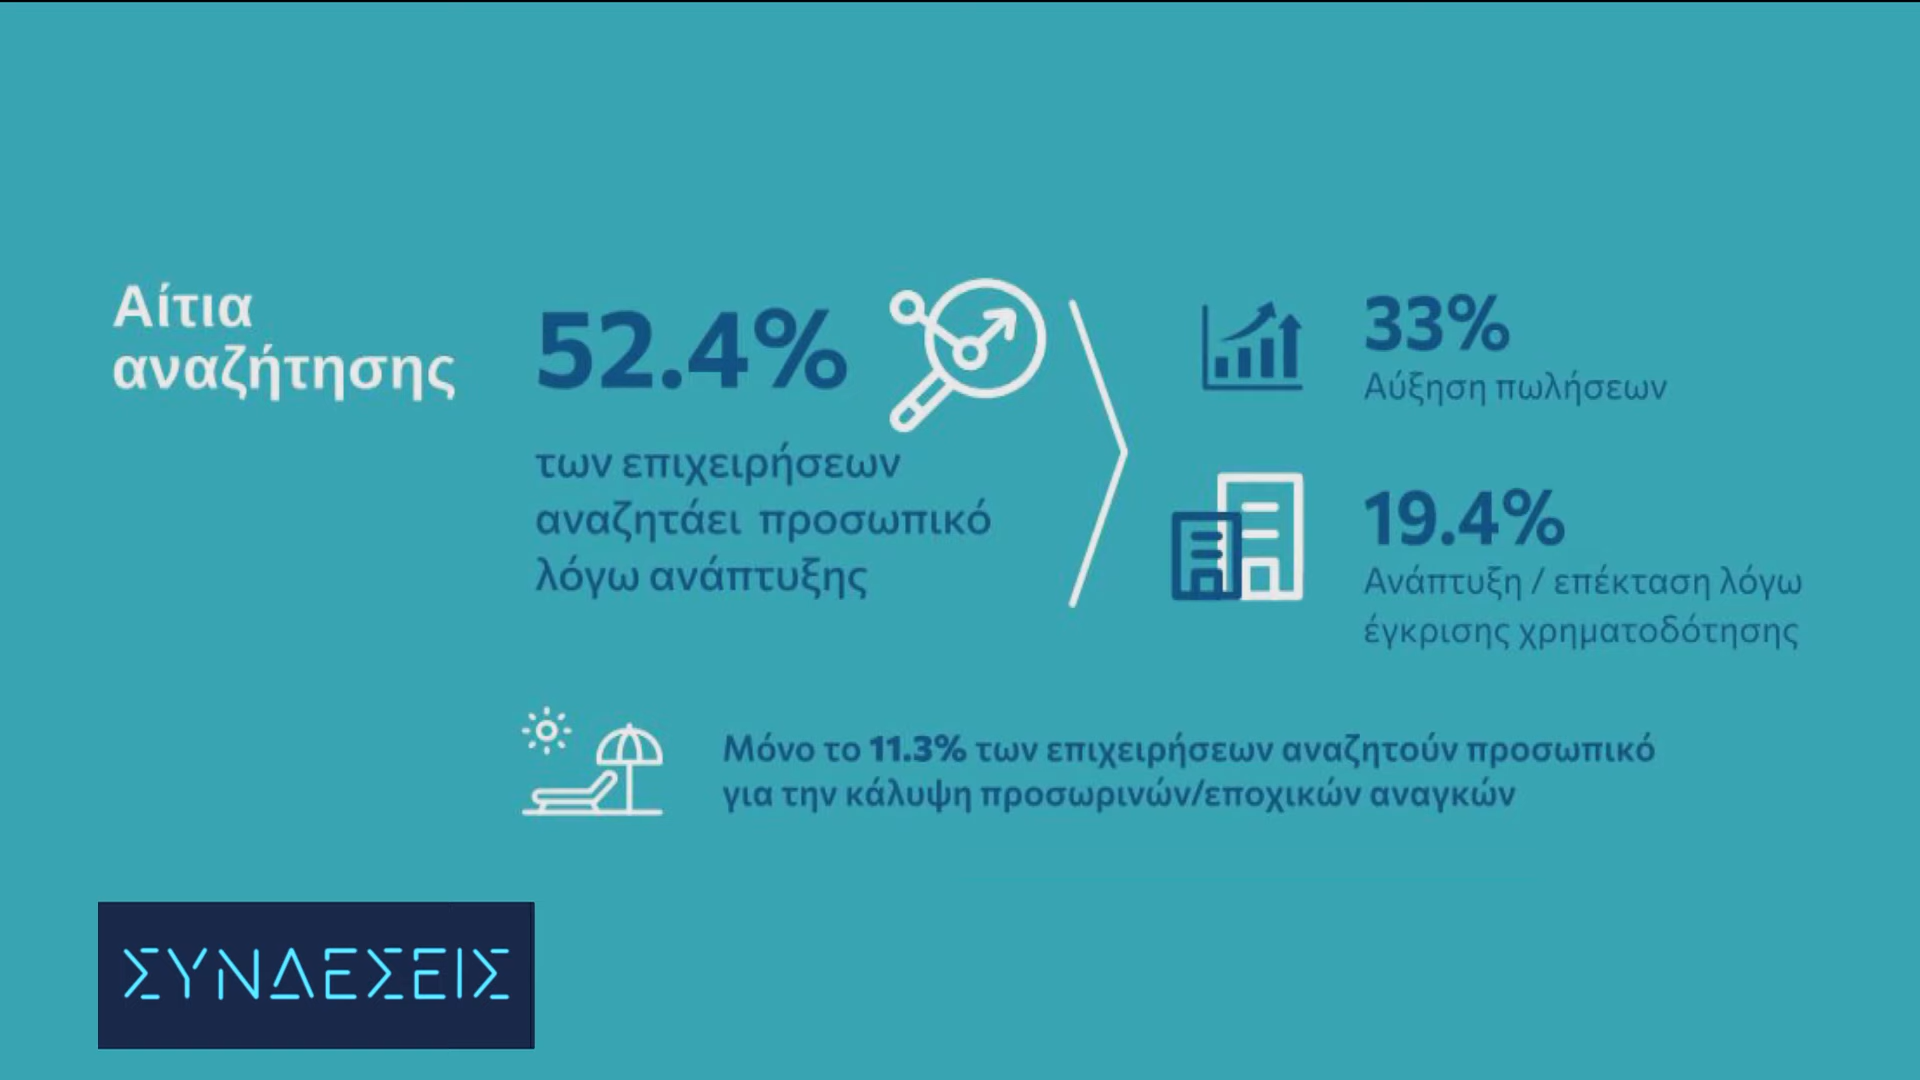 Αίτια
αναζήτησης
52.4%
των επιχειρήσεων
αναζητάει προσωπικό
λόγω ανάπτυξης
33%
Αύξηση πωλήσεων
19.4%
Ανάπτυξη / επέκταση λόγω
έγκρισης χρηματοδότησης
Μόνο το 11.3% των επιχειρήσεων αναζητούν προσωπικό
για την κάλυψη προσωρινών/εποχικών αναγκών
ΣΥΝΔΕΣΕΙΣ